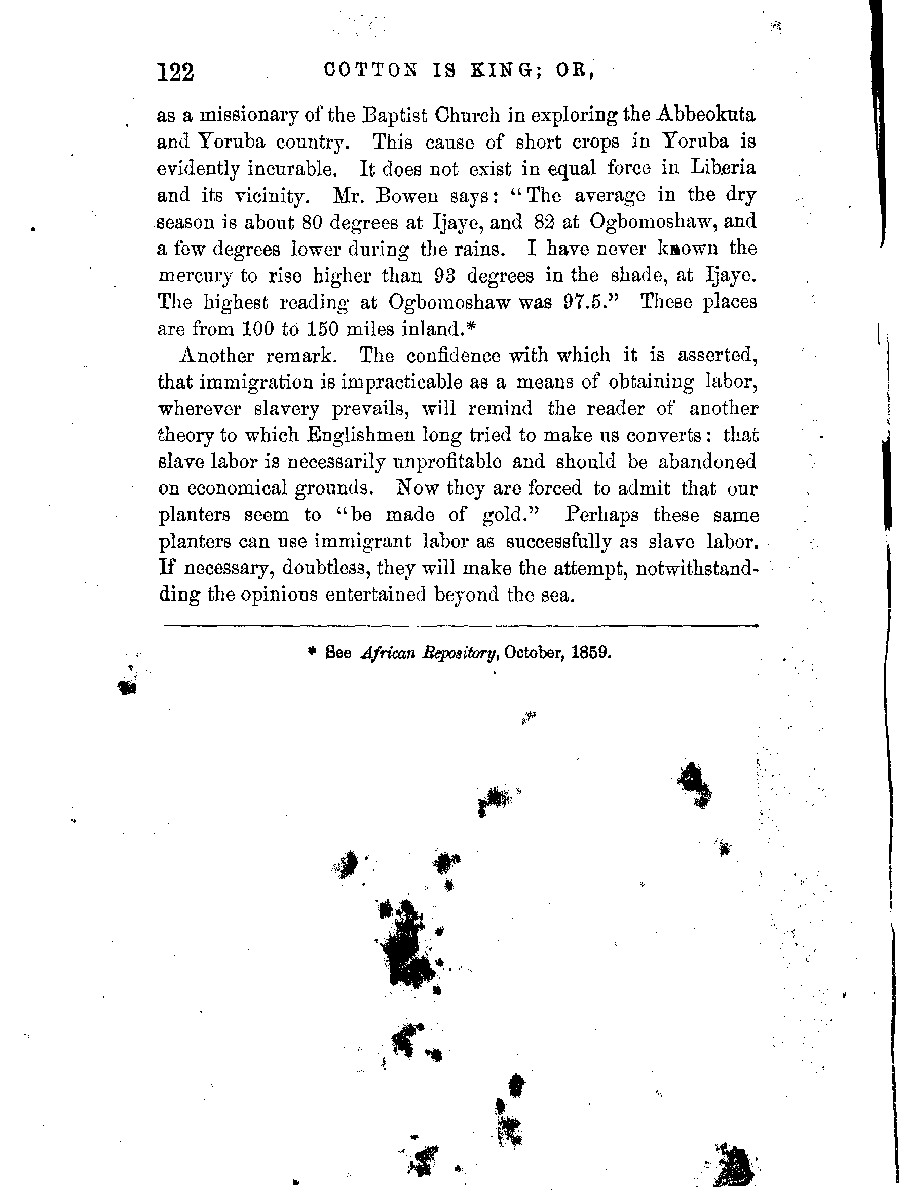 122 COTTON IS KING; OR,
as a missionary of the Baptist Church in exploring the Abbeokuta
and Yoruba country. This cause of short crops in Yoruba is
evidently incurable. It does not exist in equal force in Liberia
and its vicinity. Mr. Bowen says: "The average in the dry
season is about 80 degrees at Ijaye, and 82 at Ogbomoshaw, and
a few degrees lower during the rains. I have never known the
mercury to rise higher than 93 degrees in the shade, at Ijaye.
The highest reading at Ogbomoshaw was 97.5." These places
are from 100 to 150 miles inland.*
Another remark. The confidence with which it is asserted,
that immigration is impracticable as a means of obtaining labor,
wherever slavery prevails, will remind the reader of another
theory to which Englishmen long tried to make us converts: that
slave labor is necessarily unprofitable and should be abandoned
on economical grounds. Now they are forced to admit that our
planters seem to "be made of gold." Perhaps these same
planters can use immigrant labor as successfully as slave labor.
If necessary, doubtless, they will make the attempt, notwithstand-
ding the opinions entertained beyond the sea.
* See African Repository, October, 1859.